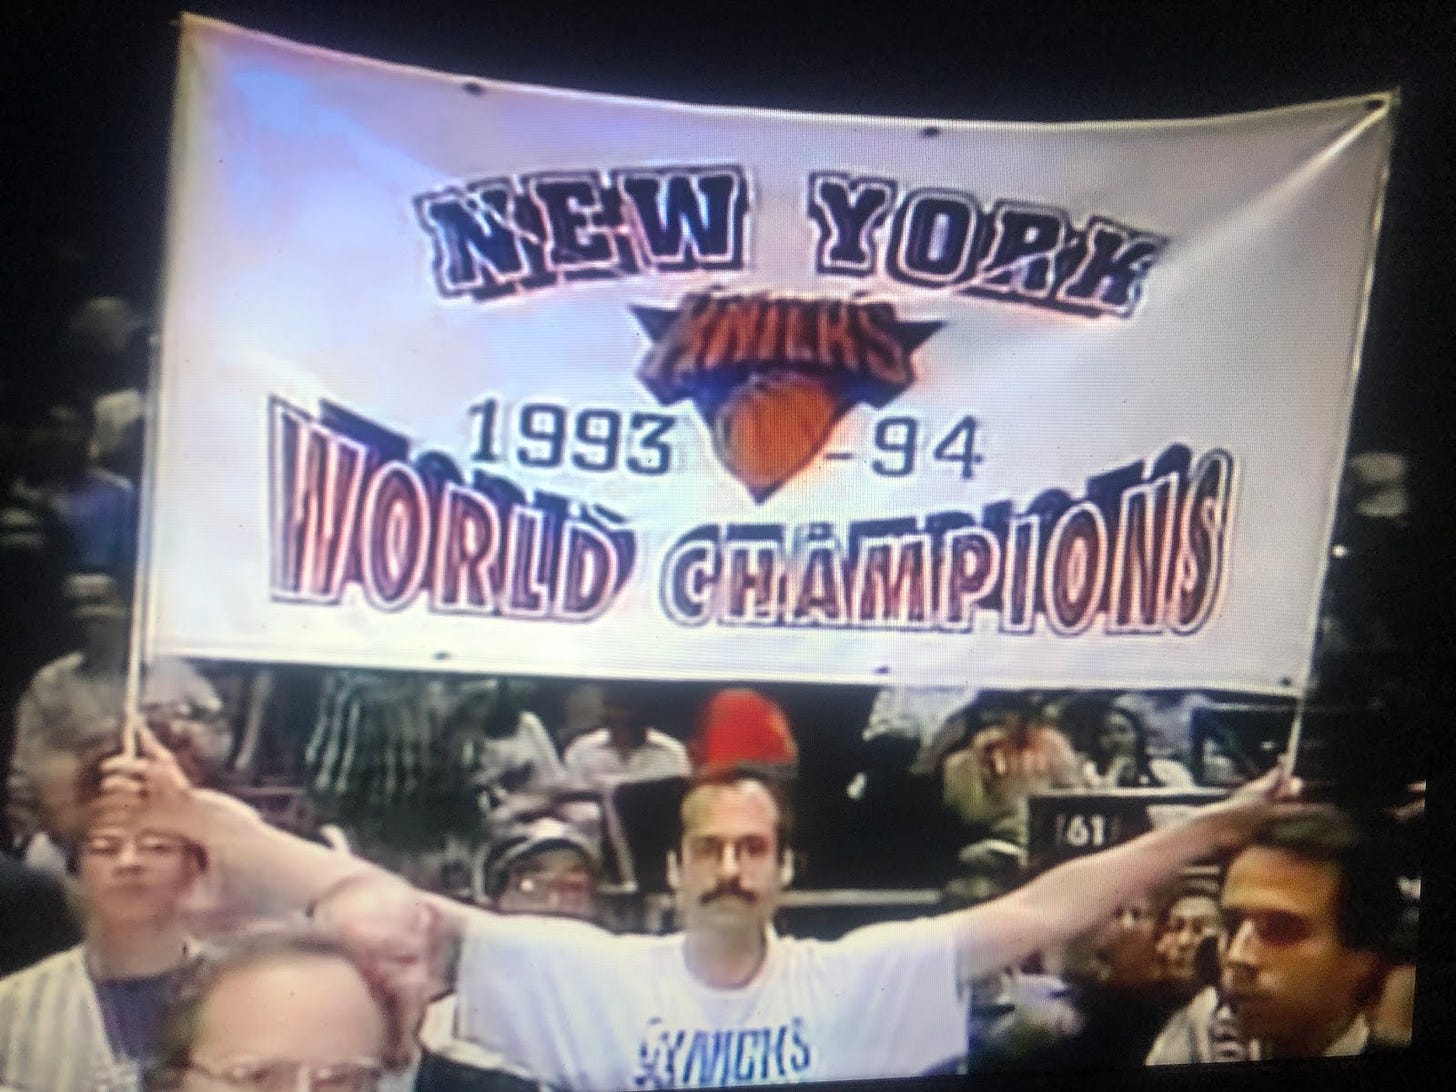 NEW YORK
KNICKS
1993 -94
WORLD CHAMPIONS
61
KNICKS